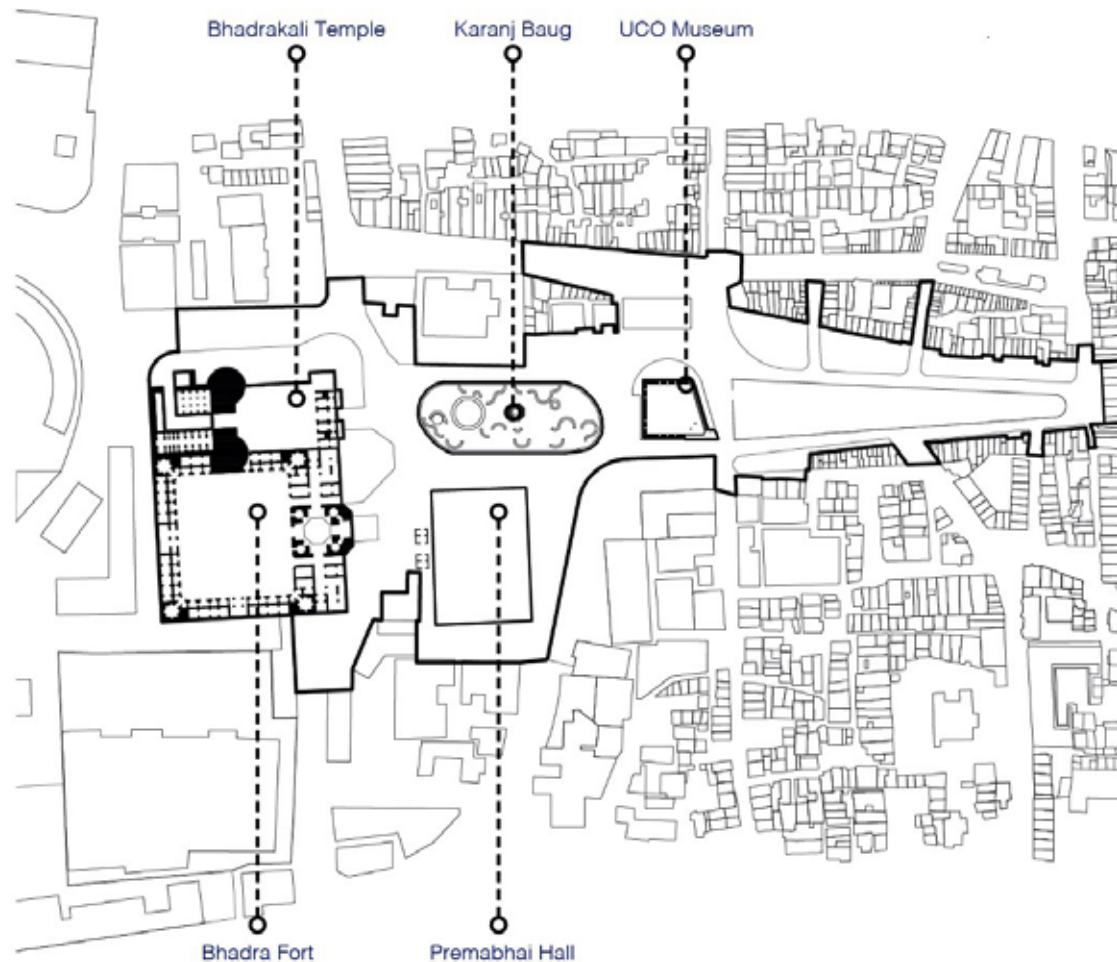 Bhadrakali Temple
Karanj Baug
UCO Museum
Bhadra Fort
Premabhai Hall